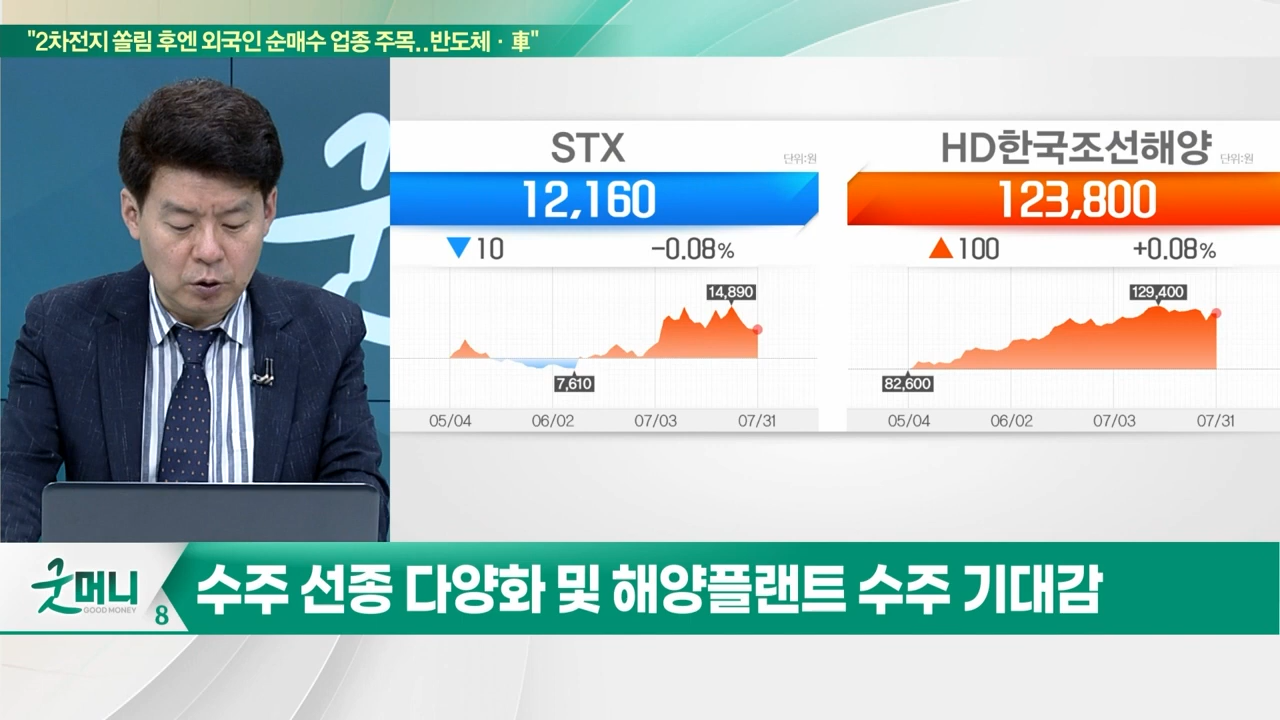 "2차전지 쏠림 후엔 외국인 순매수 업종 주목..반도체 · 車"
STX
단위:원
12,160
▼10 -0.08%
14,890
7,610
05/04 06/02 07/03 07/31
HD한국조선해양
단위:원
123,800
▲100 +0.08%
129,400
82,600
05/04 06/02 07/03 07/31
굿머니
GOOD MONEY
8
수주 선종 다양화 및 해양플랜트 수주 기대감